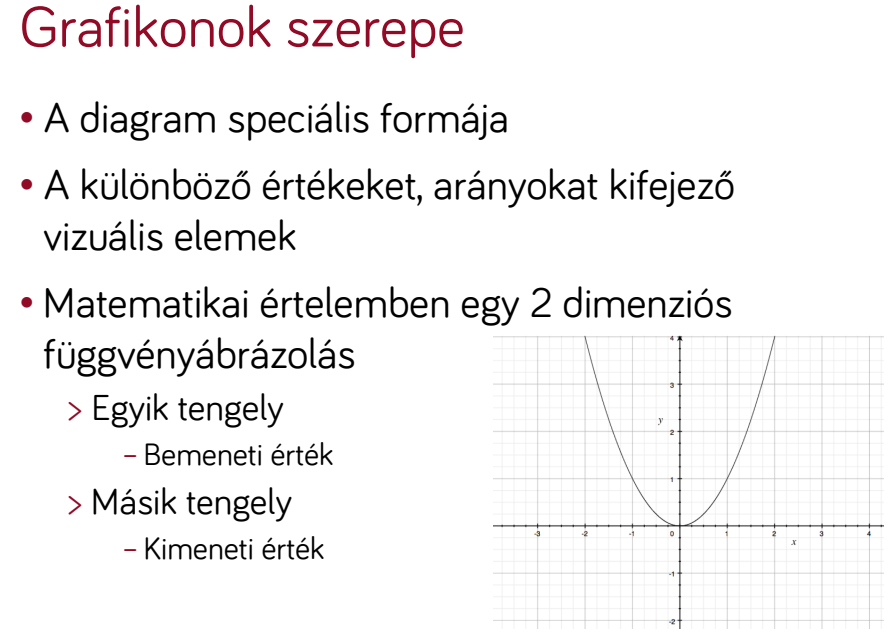 Grafikonok szerepe
• A diagram speciális formája
• A különböző értékeket, arányokat kifejező
vizuális elemek
• Matematikai értelemben egy 2 dimenziós
függvényábrázolás
> Egyik tengely
– Bemeneti érték
> Másik tengely
– Kimeneti érték
4
3
y
2
1
-3 -2 -1 0 1 2 3 4
x
-1
-2